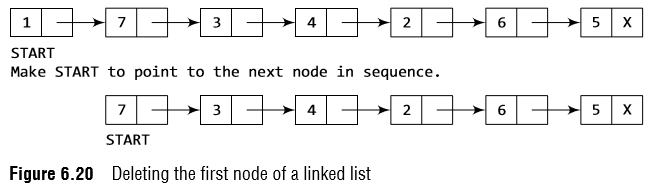 1 7 3 4 2 6 5 X
START
Make START to point to the next node in sequence.
7 3 4 2 6 5 X
START
Figure 6.20 Deleting the first node of a linked list